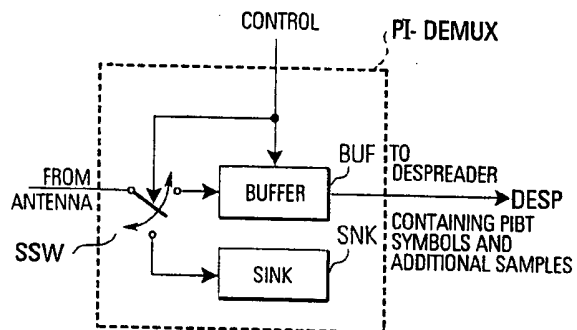 CONTROL
PI- DEMUX
FROM
ANTENNA
SSW
BUFFER
BUF
SINK
SNK
TO
DESPREADER
DESP
CONTAINING PIBT
SYMBOLS AND
ADDITIONAL SAMPLES